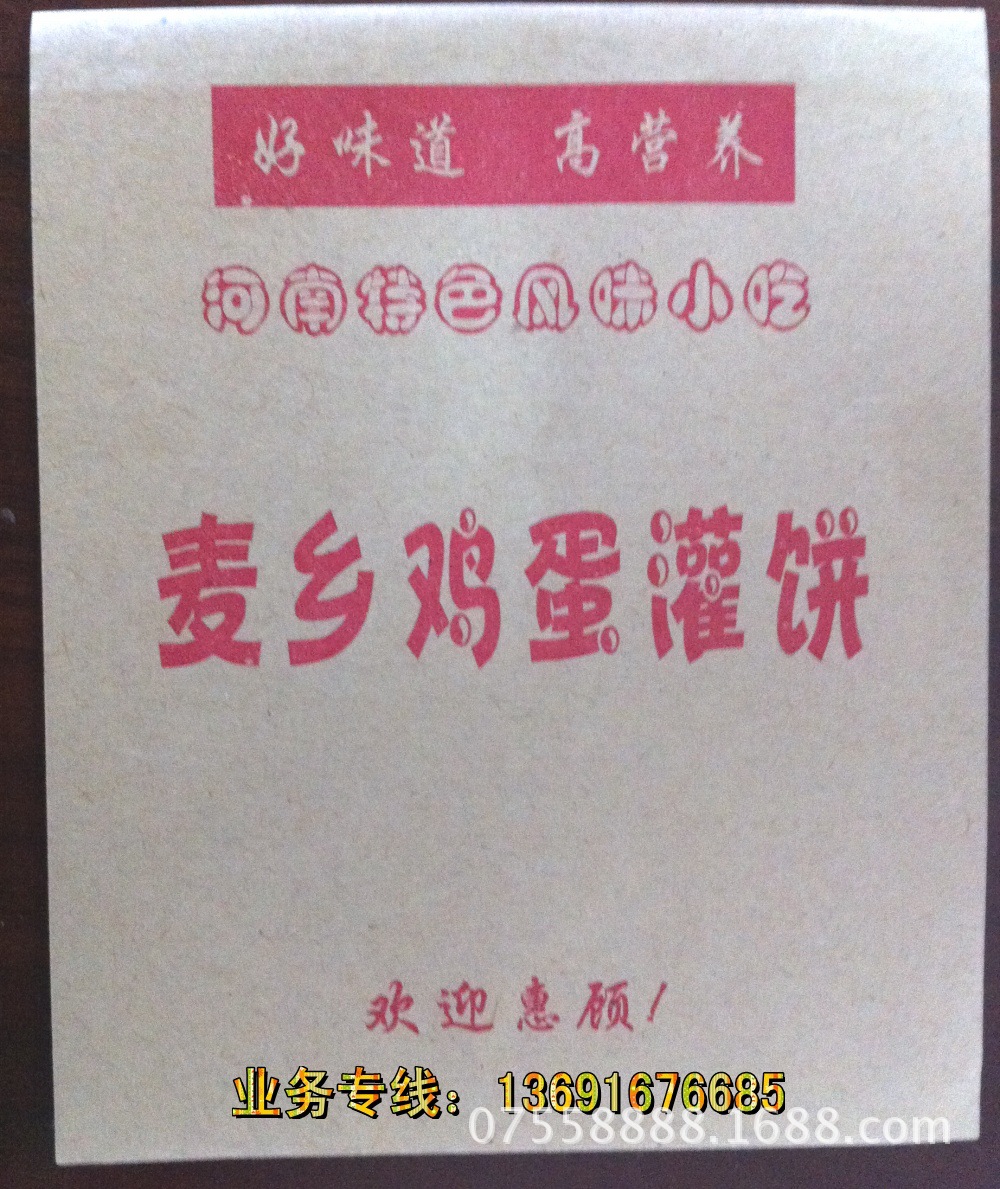 好味道 高营养
河南特色风味小吃
麦乡鸡蛋灌饼
欢迎惠顾!
业务专线：13691676685
07558888.1688.com